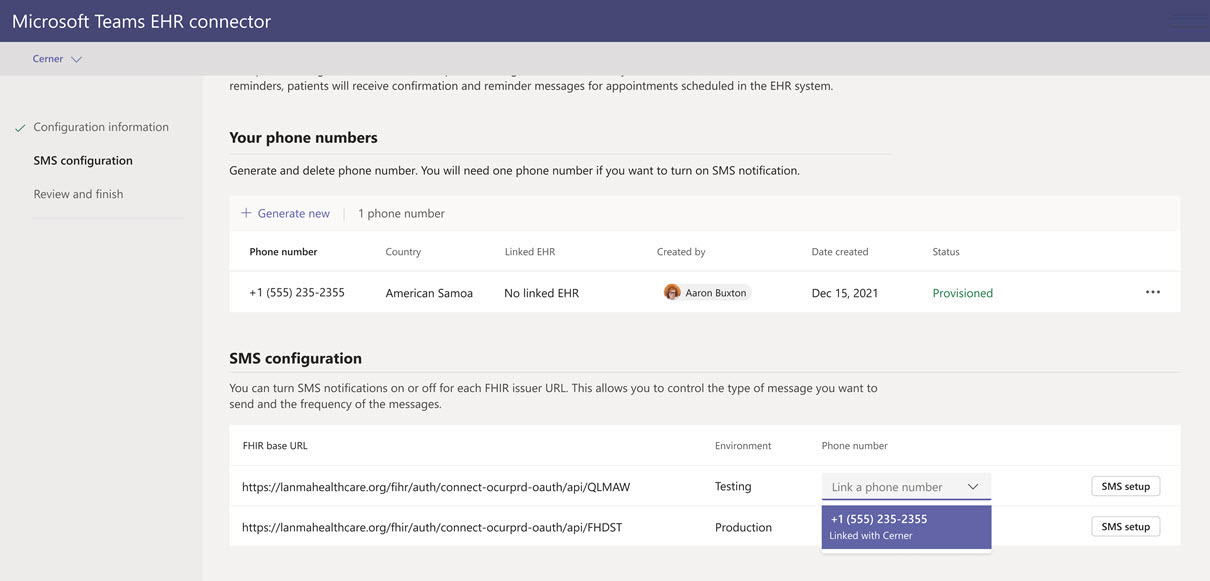 Microsoft Teams EHR connector
Cerner
reminders, patients will receive confirmation and reminder messages for appointments scheduled in the EHR system.
Configuration information
SMS configuration
Review and finish
Your phone numbers
Generate and delete phone number. You will need one phone number if you want to turn on SMS notification.
+ Generate new | 1 phone number
Phone number Country Linked EHR Created by Date created Status
+1 (555) 235-2355 American Samoa No linked EHR Aaron Buxton Dec 15, 2021 Provisioned ...
SMS configuration
You can turn SMS notifications on or off for each FHIR issuer URL. This allows you to control the type of message you want to
send and the frequency of the messages.
FHIR base URL Environment Phone number
https://lanmahealthcare.org/fihr/auth/connect-ocurprd-oauth/api/QLMAW Testing Link a phone number SMS setup
https://lanmahealthcare.org/fhir/auth/connect-ocurprd-oauth/api/FHDST Production SMS setup
+1 (555) 235-2355
Linked with Cerner